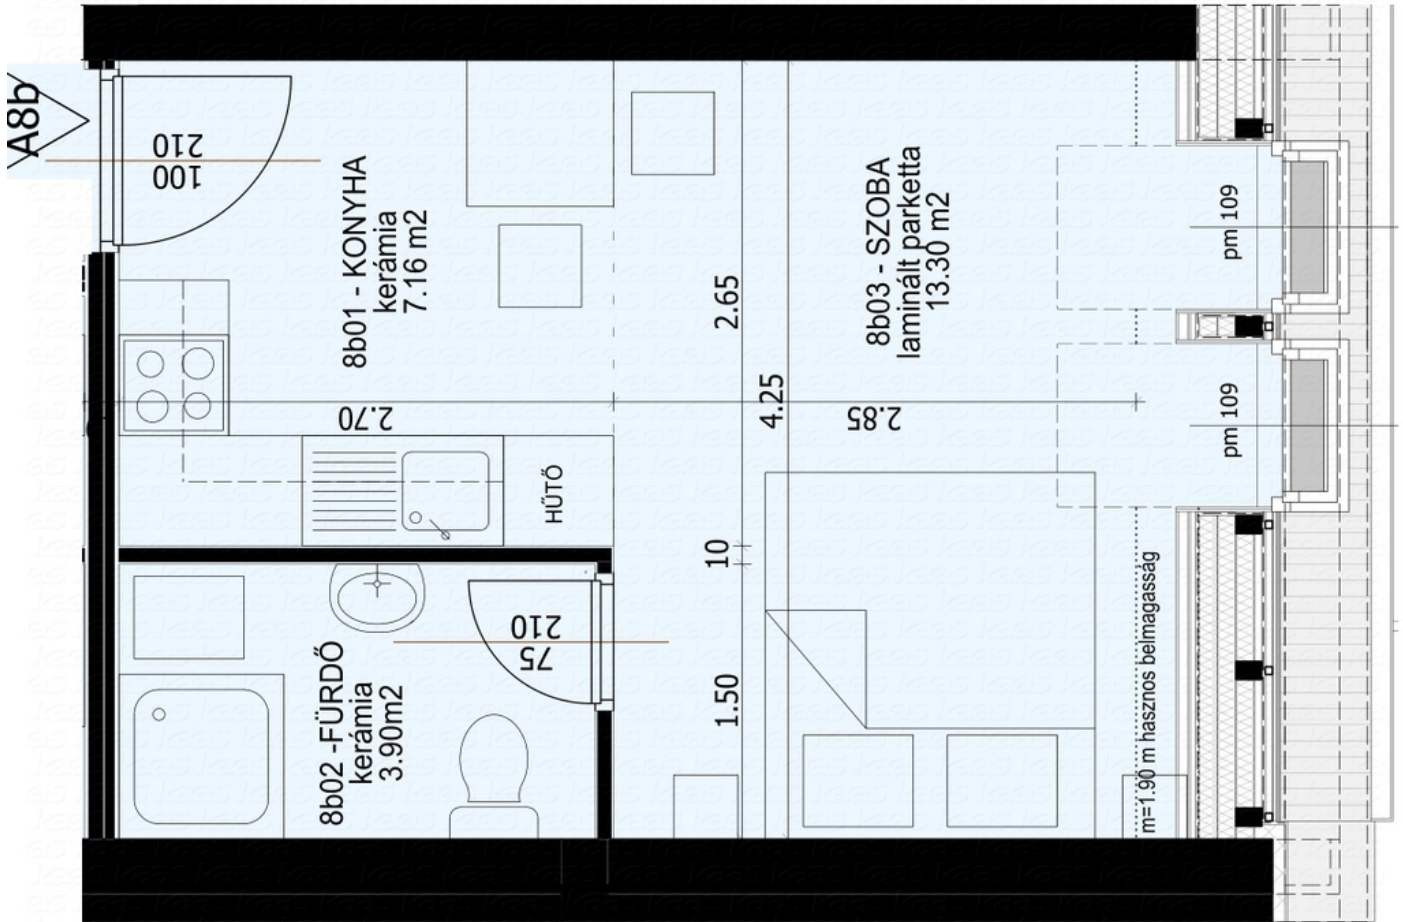 A8b
100
210
8b01 - KONYHA
kerámia
7.16 m2
2.70
HŰTŐ
8b02 -FÜRDŐ
kerámia
3.90m2
75
210
2.65
10
1.50
4.25
8b03 - SZOBA
laminált parketta
13.30 m2
2.85
m=1.90 m hasznos belmagasság
pm 109
pm 109